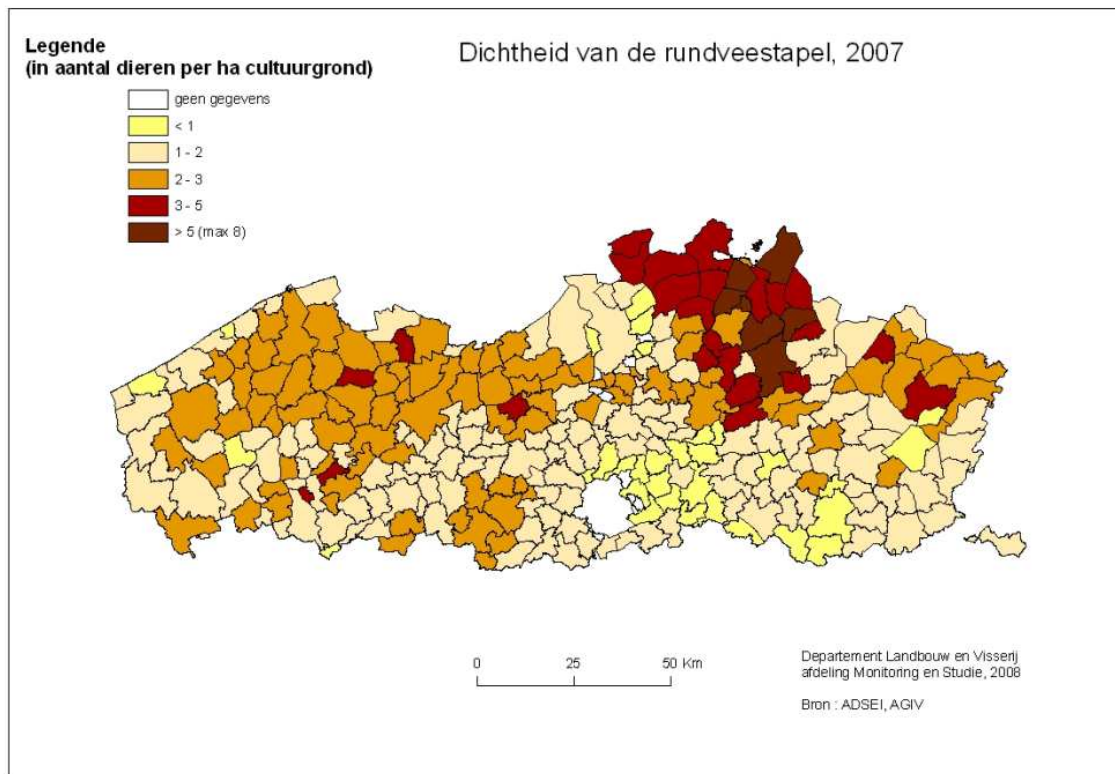 Legende
(in aantal dieren per ha cultuurgrond)
geen gegevens
< 1
1 - 2
2 - 3
3 - 5
> 5 (max 8)
Dichtheid van de rundveestapel, 2007
0 25 50 Km
Departement Landbouw en Visserij
afdeling Monitoring en Studie, 2008
Bron : ADSEI, AGIV